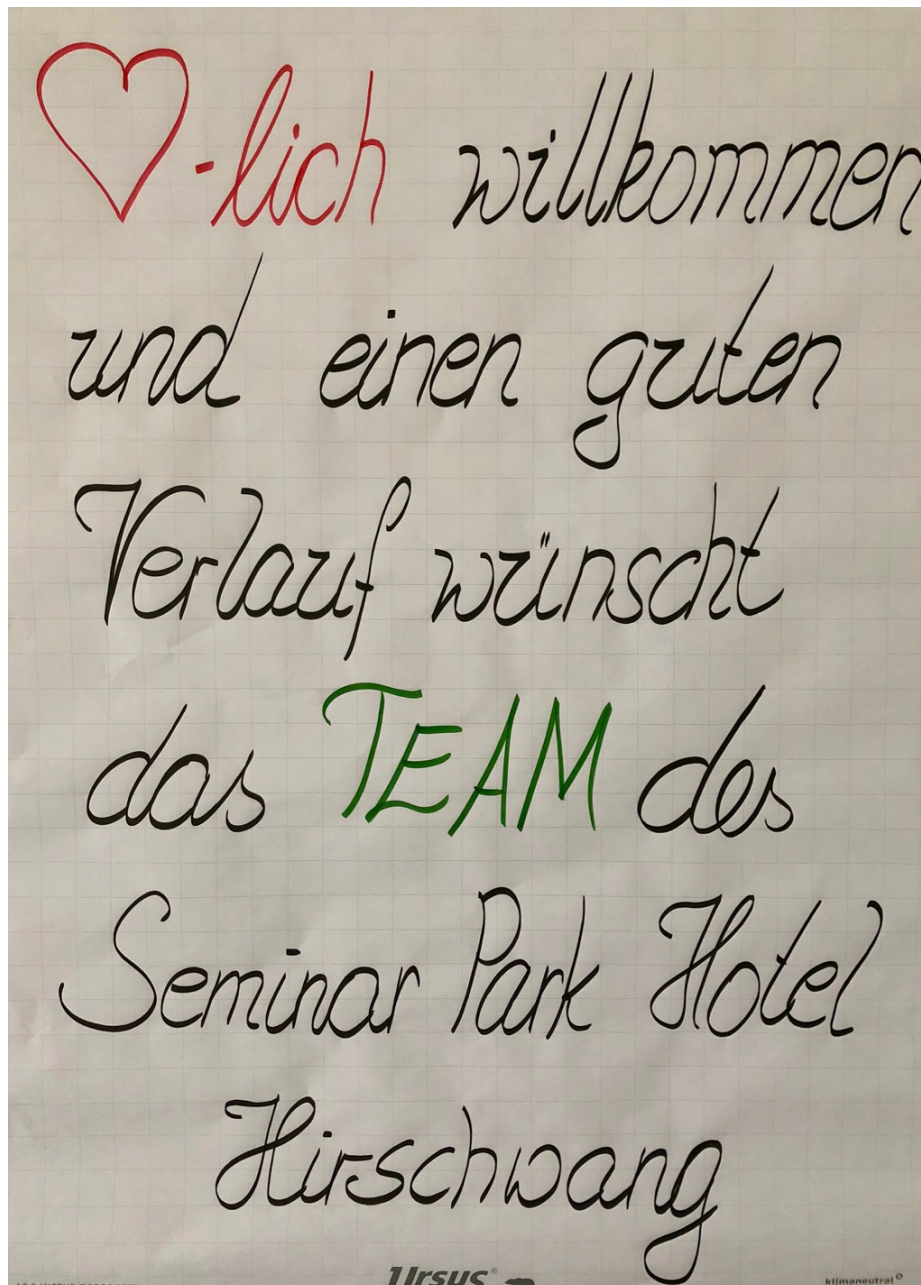 ♡-lich willkommen
und einen guten
Verlauf wünscht
das TEAM des
Seminar Park Hotel
Hirschwang
Ursus®
klimaneutral